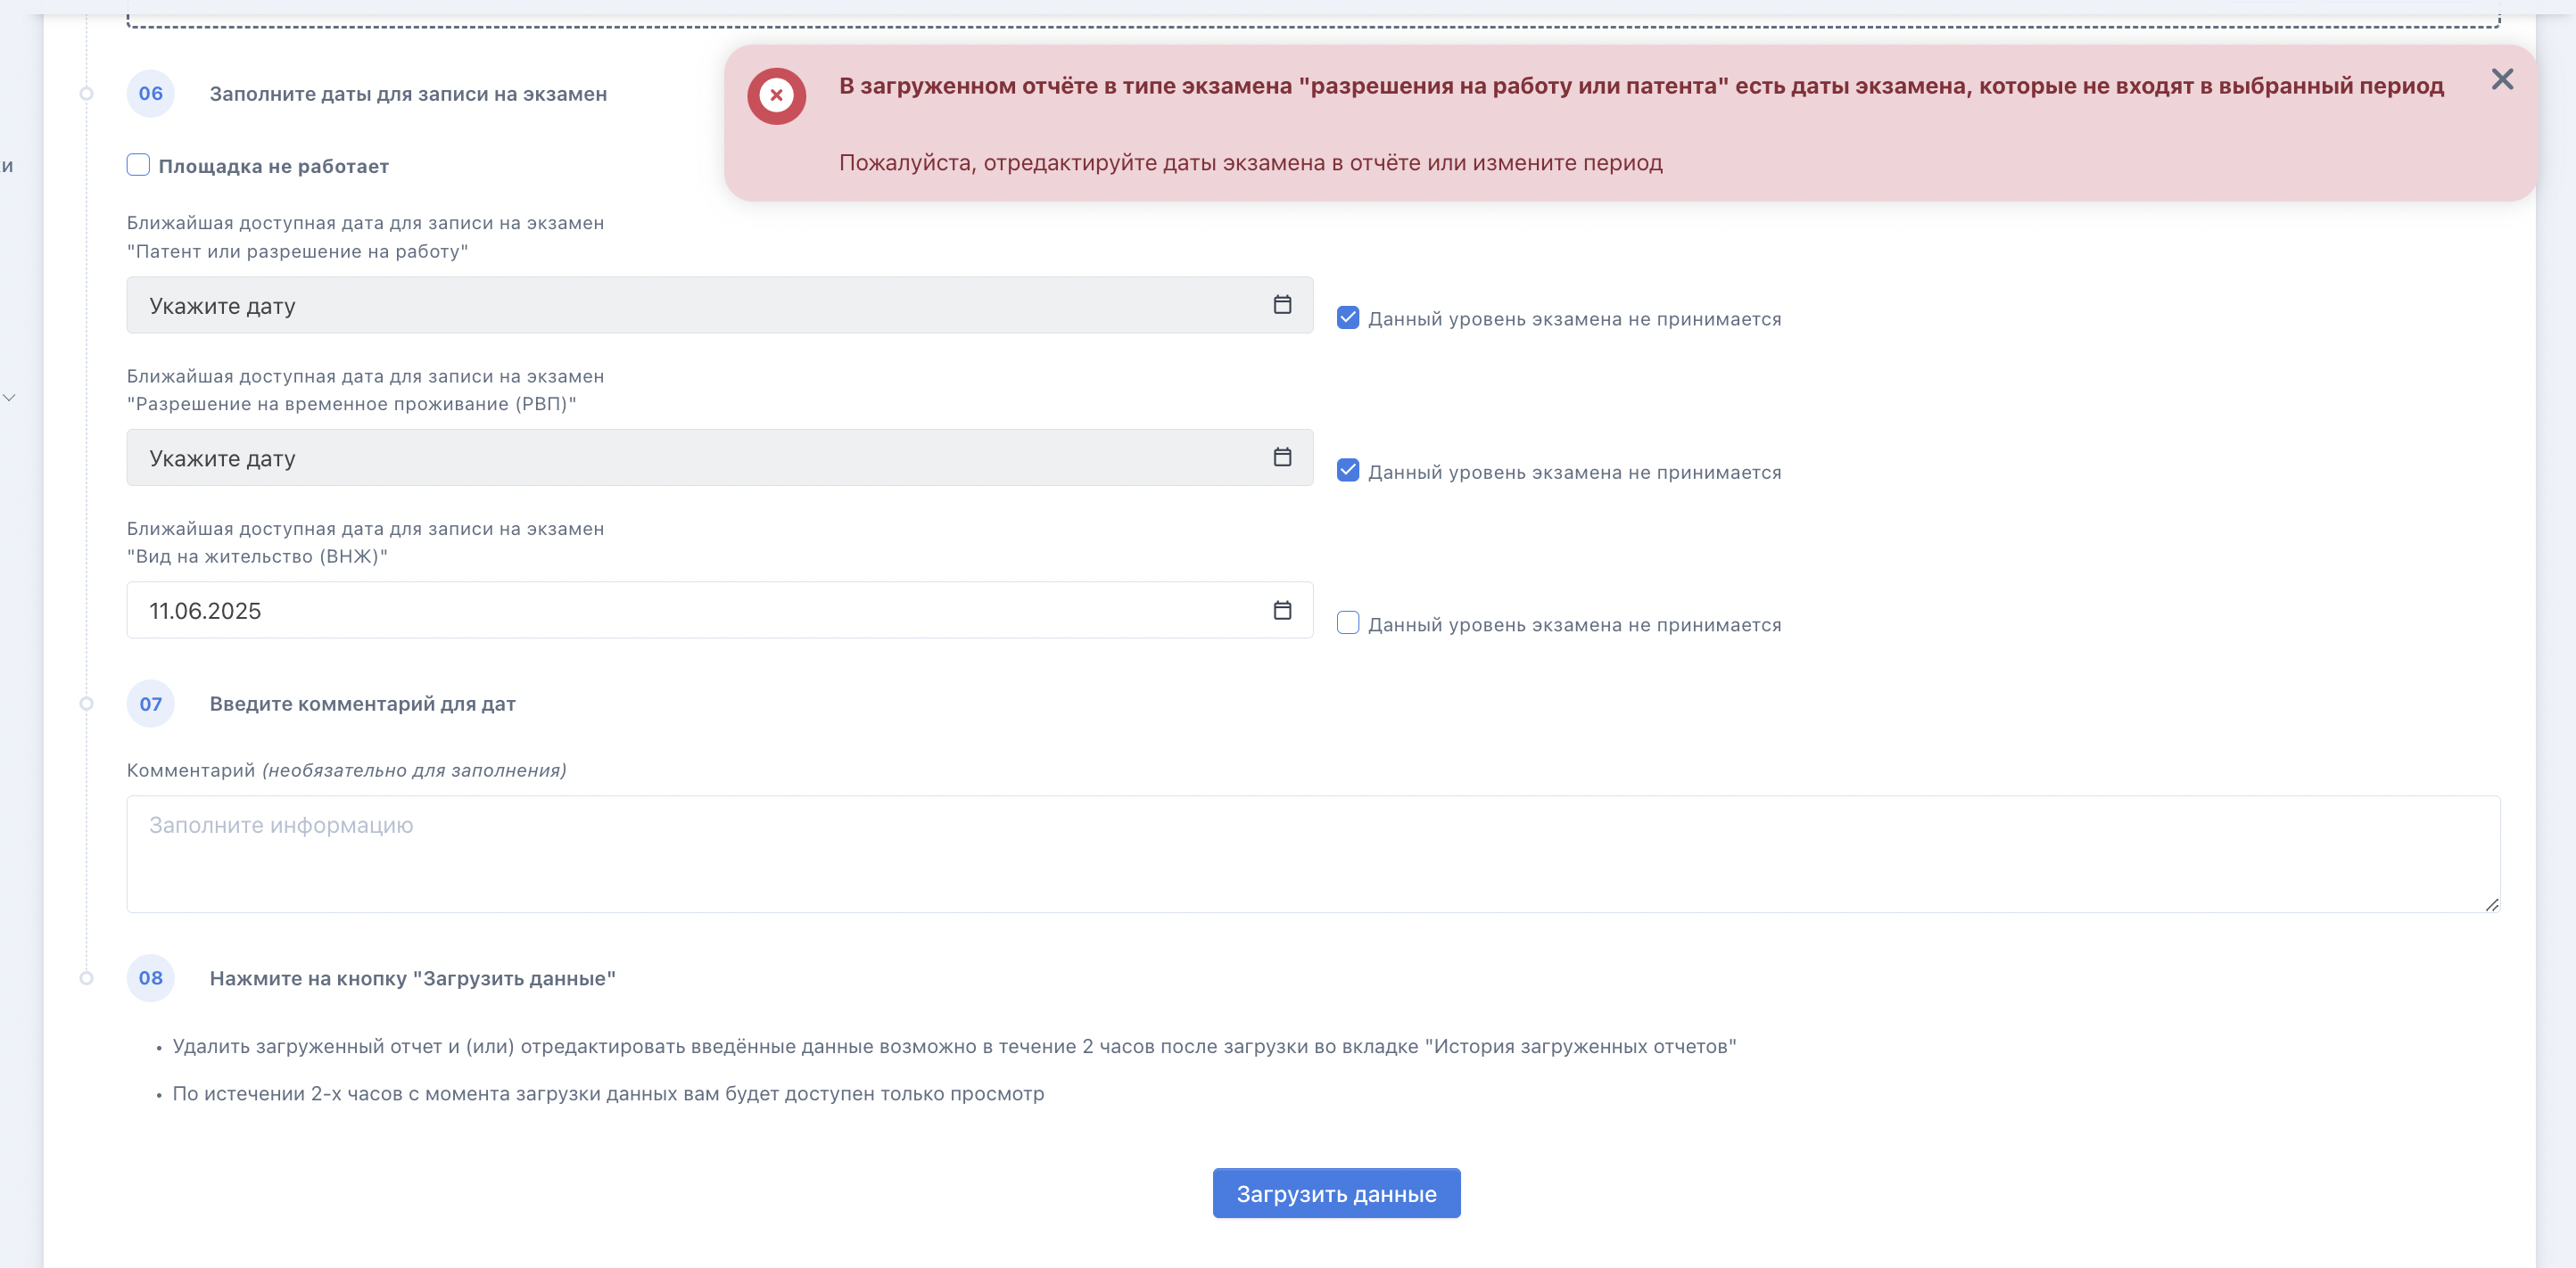 06
Заполните даты для записи на экзамен
В загруженном отчёте в типе экзамена "разрешения на работу или патента" есть даты экзамена, которые не входят в выбранный период
Пожалуйста, отредактируйте даты экзамена в отчёте или измените период
Площадка не работает
Ближайшая доступная дата для записи на экзамен
"Патент или разрешение на работу"
Укажите дату
Данный уровень экзамена не принимается
Ближайшая доступная дата для записи на экзамен
"Разрешение на временное проживание (РВП)"
Укажите дату
Данный уровень экзамена не принимается
Ближайшая доступная дата для записи на экзамен
"Вид на жительство (ВНЖ)"
11.06.2025
Данный уровень экзамена не принимается
07
Введите комментарий для дат
Комментарий (необязательно для заполнения)
Заполните информацию
08
Нажмите на кнопку "Загрузить данные"
• Удалить загруженный отчет и (или) отредактировать введённые данные возможно в течение 2 часов после загрузки во вкладке "История загруженных отчетов"
• По истечении 2-х часов с момента загрузки данных вам будет доступен только просмотр
Загрузить данные